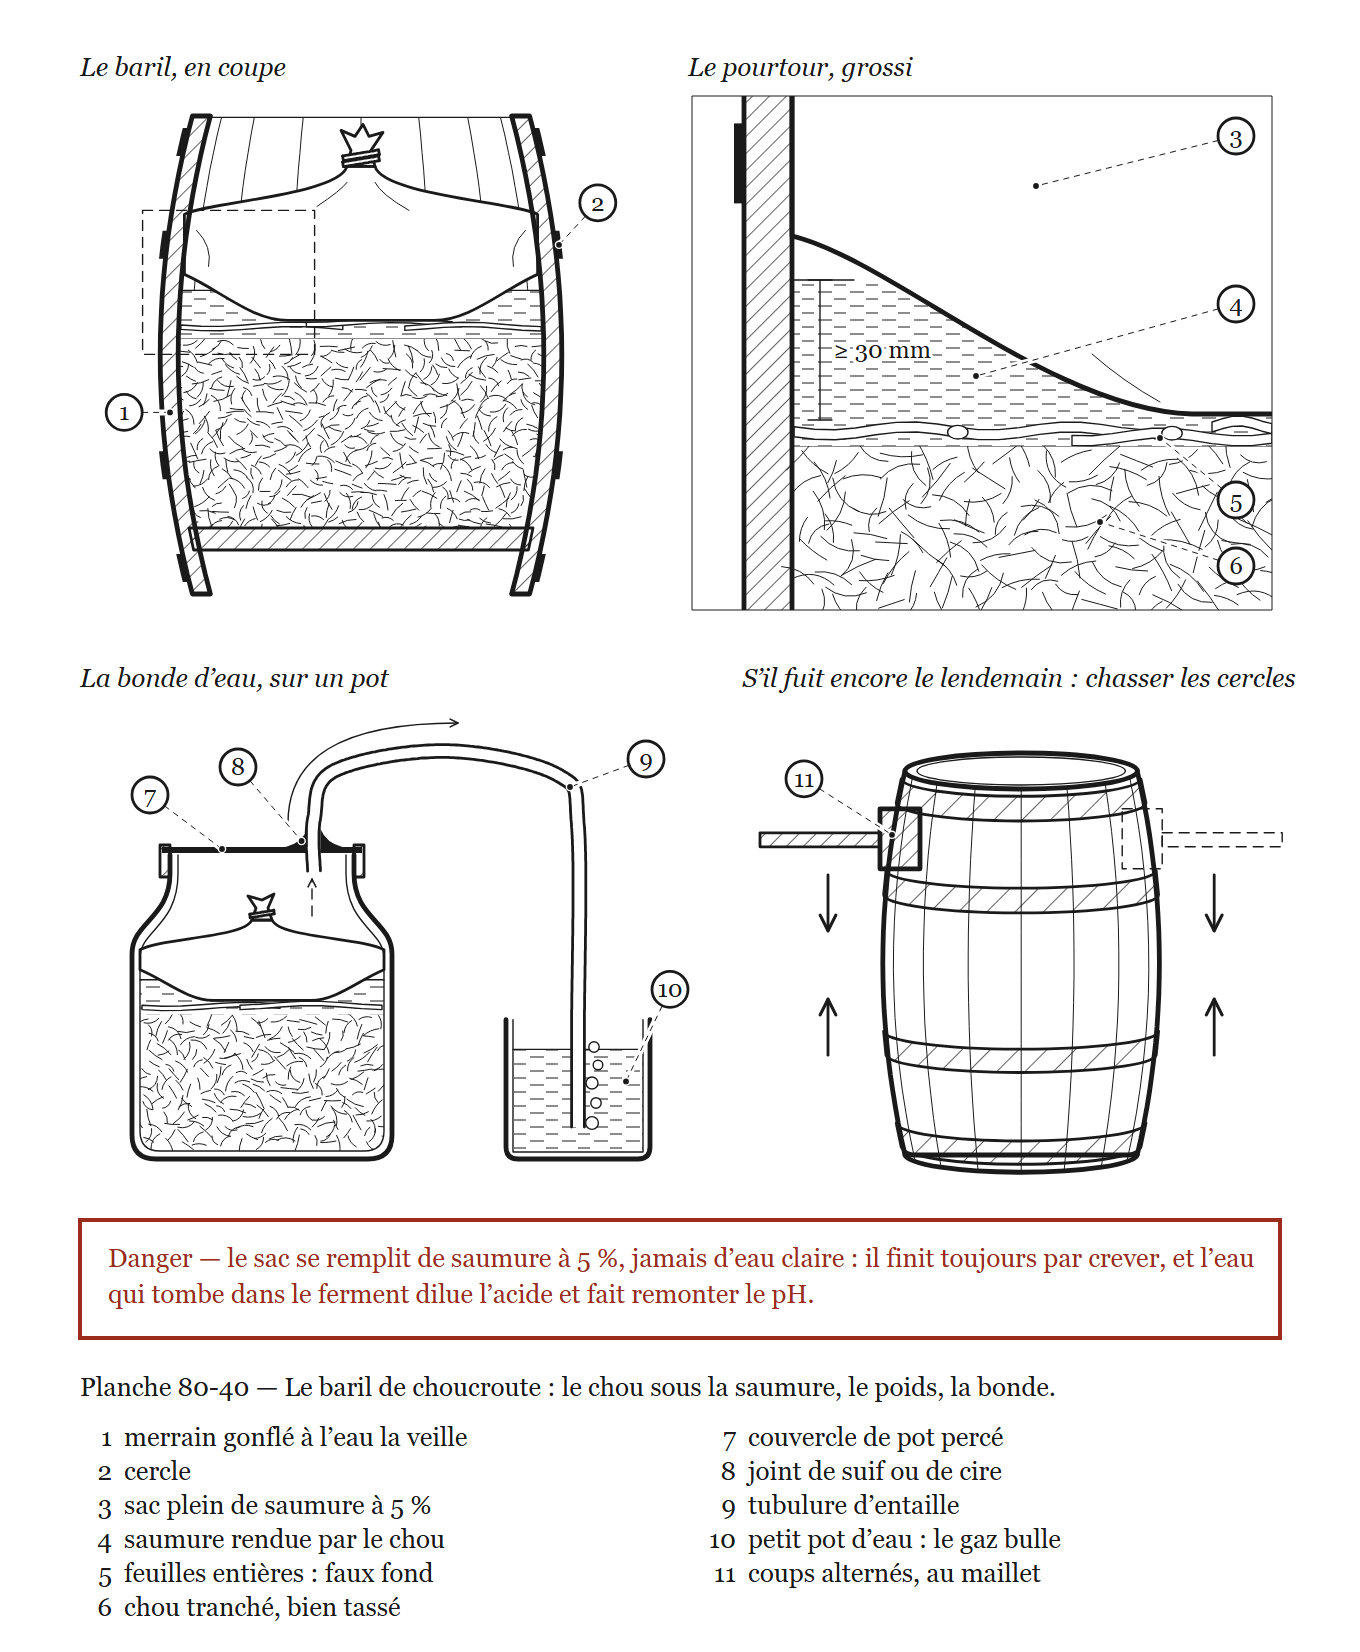 Le baril, en coupe
Le pourtour, grossi
1
2
3
4
≥ 30 mm
5
6
La bonde d’eau, sur un pot
S’il fuit encore le lendemain : chasser les cercles
7
8
9
10
11
Danger — le sac se remplit de saumure à 5 %, jamais d’eau claire : il finit toujours par crever, et l’eau
qui tombe dans le ferment dilue l’acide et fait remonter le pH.
Planche 80-40 — Le baril de choucroute : le chou sous la saumure, le poids, la bonde.
1 merrain gonflé à l’eau la veille
2 cercle
3 sac plein de saumure à 5 %
4 saumure rendue par le chou
5 feuilles entières : faux fond
6 chou tranché, bien tassé
7 couvercle de pot percé
8 joint de suif ou de cire
9 tubulure d’entaille
10 petit pot d’eau : le gaz bulle
11 coups alternés, au maillet